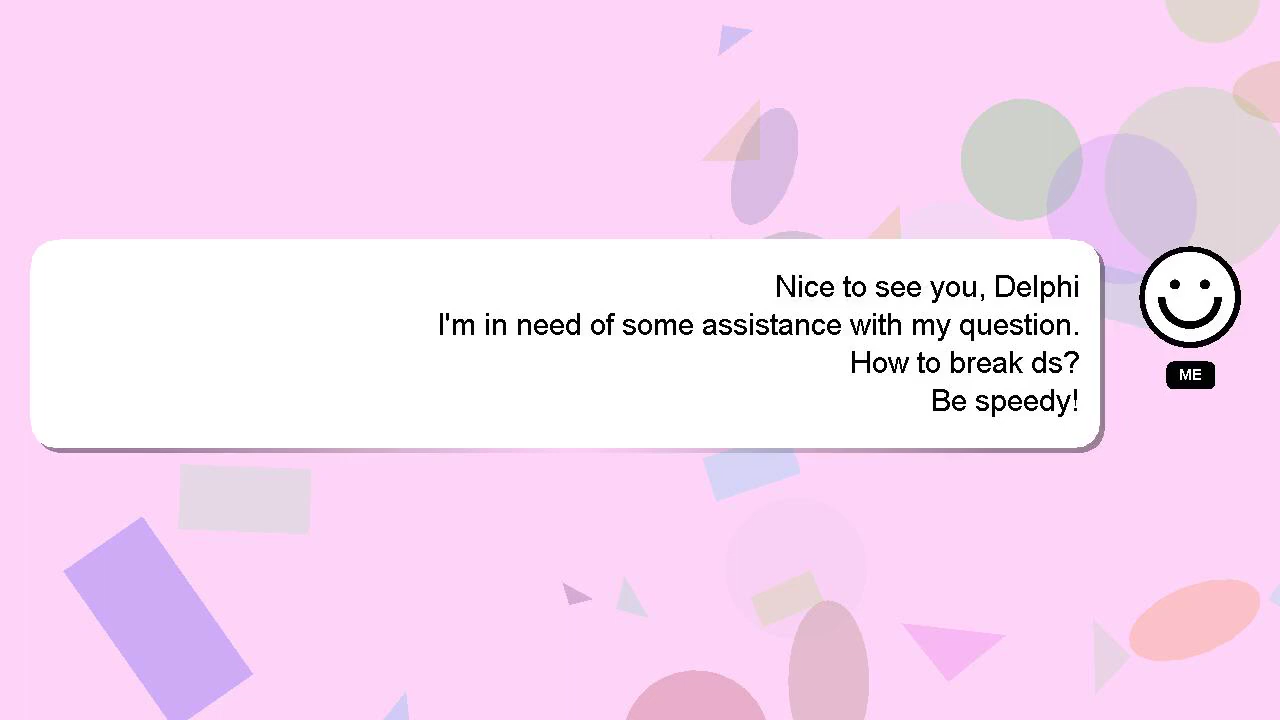 Nice to see you, Delphi
I'm in need of some assistance with my question.
How to break ds?
Be speedy!
ME